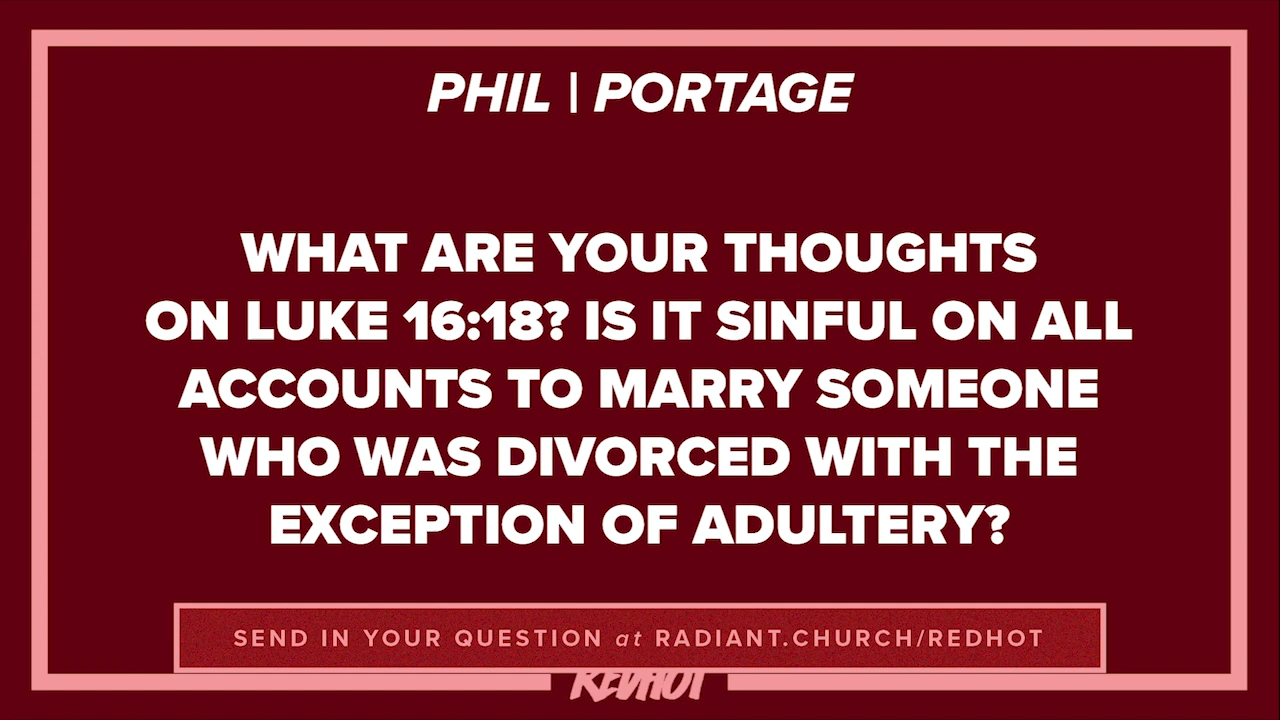 PHIL | PORTAGE
WHAT ARE YOUR THOUGHTS
ON LUKE 16:18? IS IT SINFUL ON ALL
ACCOUNTS TO MARRY SOMEONE
WHO WAS DIVORCED WITH THE
EXCEPTION OF ADULTERY?
SEND IN YOUR QUESTION at RADIANT.CHURCH/REDHOT
REDHOT